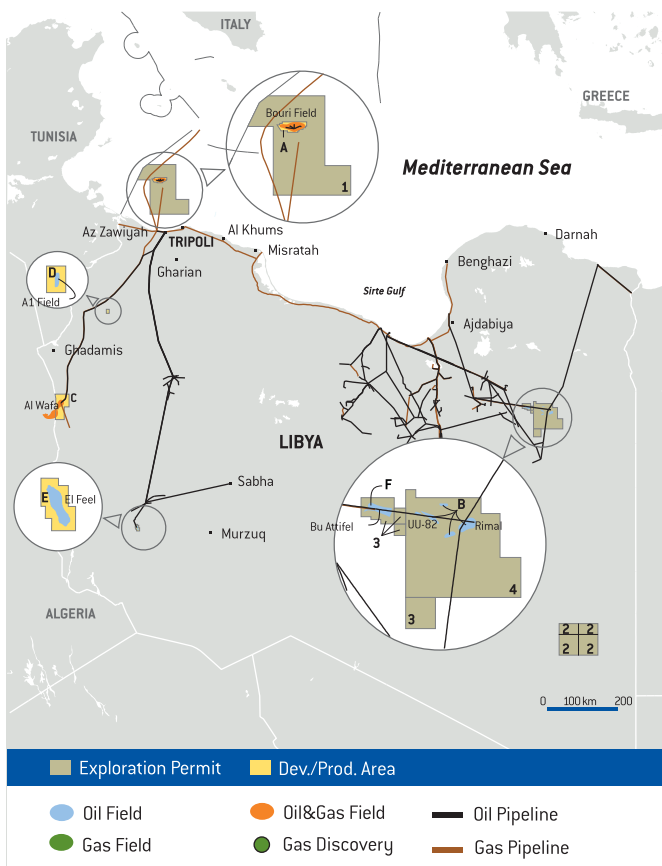 ITALY
GREECE
TUNISIA
Bouri Field
A
1
Mediterranean Sea
Az Zawiyah
TRIPOLI
Al Khums
Misratah
Gharian
Darnah
Benghazi
Sirte Gulf
Ajdabiya
D
A1 Field
Ghadamis
C
Al Wafa
LIBYA
E
El Feel
Sabha
Murzuq
F
B
Bu Attifel
UU-82
Rimal
3
4
3
ALGERIA
2 2
2 2
0 100 km 200
Exploration Permit
Dev./Prod. Area
Oil Field
Oil&Gas Field
Oil Pipeline
Gas Field
Gas Discovery
Gas Pipeline